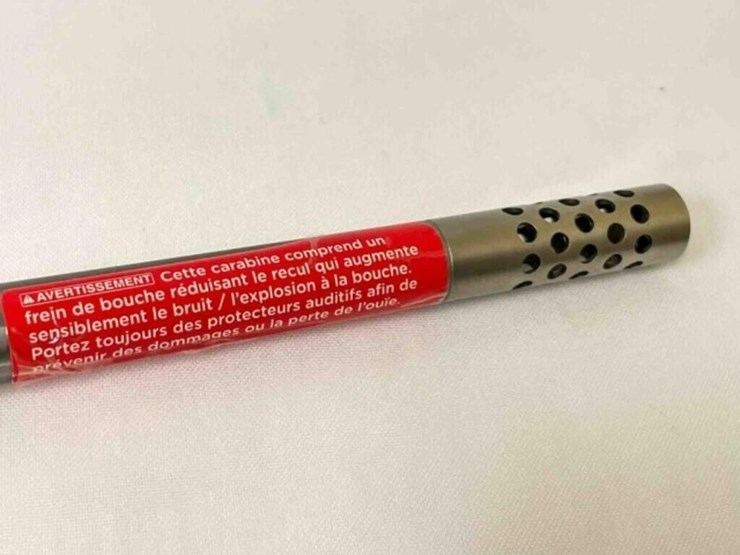 ⚠ AVERTISSEMENT Cette carabine comprend un
frein de bouche réduisant le recul qui augmente
sensiblement le bruit / l'explosion à la bouche.
Portez toujours des protecteurs auditifs afin de
prévenir des dommages ou la perte de l'ouïe.